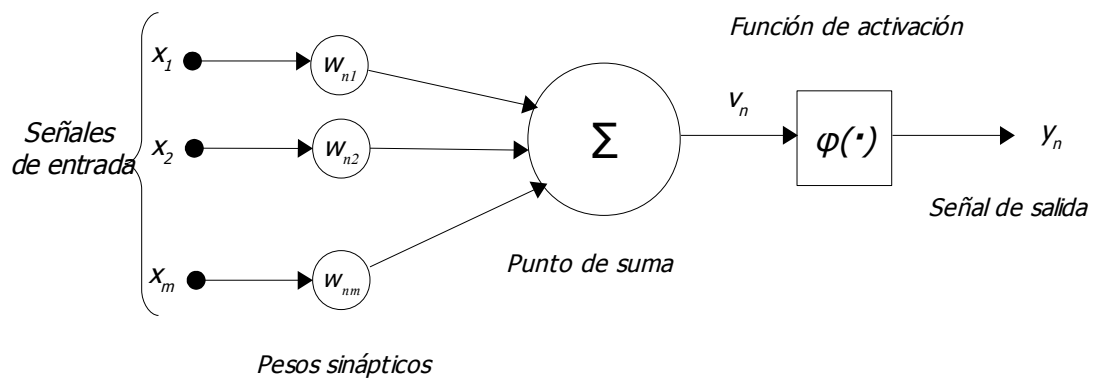 Función de activación
x1
wn1
Señales
de entrada
x2
wn2
Σ
vn
φ(·)
yn
Señal de salida
xm
wnm
Punto de suma
Pesos sinápticos